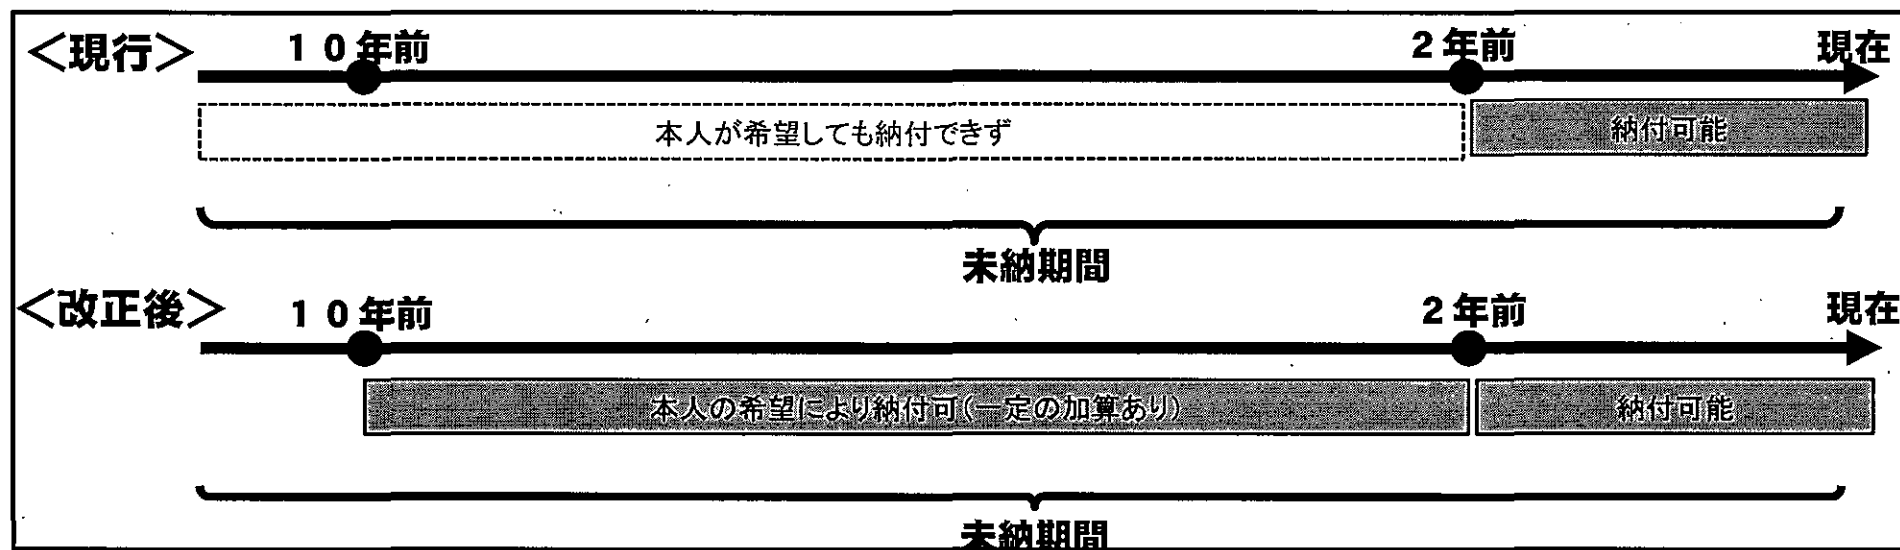 ＜現行＞
１０年前
２年前
現在
本人が希望しても納付できず
納付可能
未納期間
＜改正後＞
１０年前
２年前
現在
本人の希望により納付可（一定の加算あり）
納付可能
未納期間